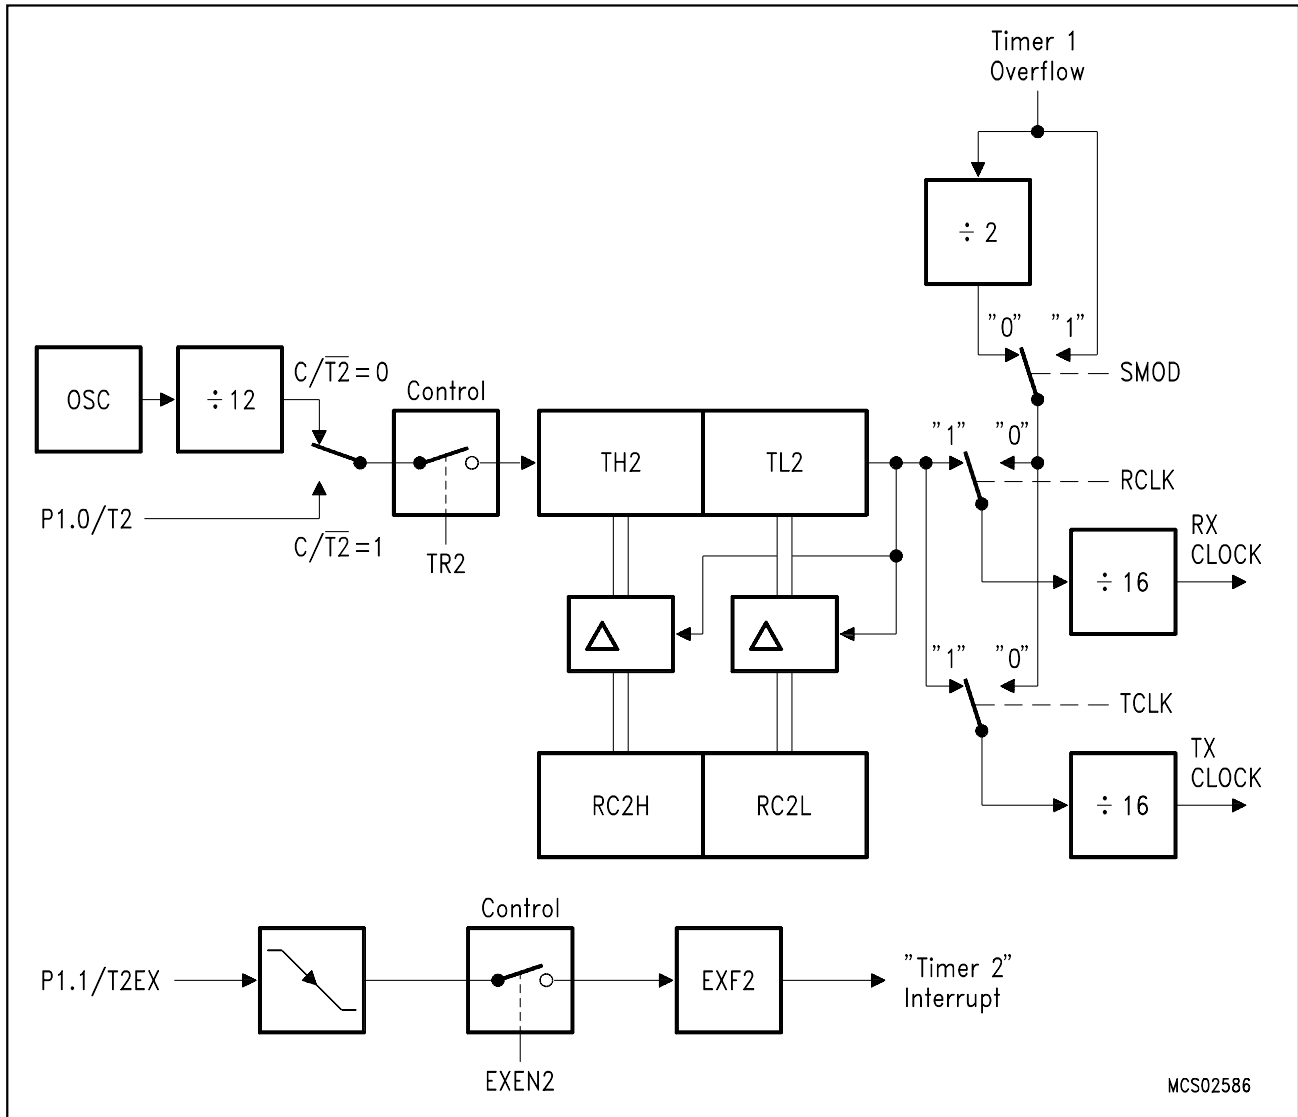 Timer 1
Overflow
÷ 2
"0" "1"
SMOD
OSC
÷ 12
C/T2̅ = 0
Control
TH2
TL2
"1" "0"
RCLK
P1.0/T2
C/T2̅ = 1
TR2
RX
CLOCK
÷ 16
"1" "0"
TCLK
TX
CLOCK
÷ 16
RC2H
RC2L
Control
P1.1/T2EX
EXF2
"Timer 2"
Interrupt
EXEN2
MCS02586